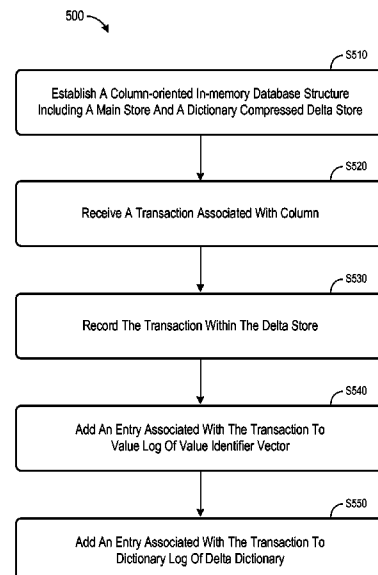 500
S510
Establish A Column-oriented In-memory Database Structure
Including A Main Store And A Dictionary Compressed Delta Store
S520
Receive A Transaction Associated With Column
S530
Record The Transaction Within The Delta Store
S540
Add An Entry Associated With The Transaction To
Value Log Of Value Identifier Vector
S550
Add An Entry Associated With The Transaction To
Dictionary Log Of Delta Dictionary